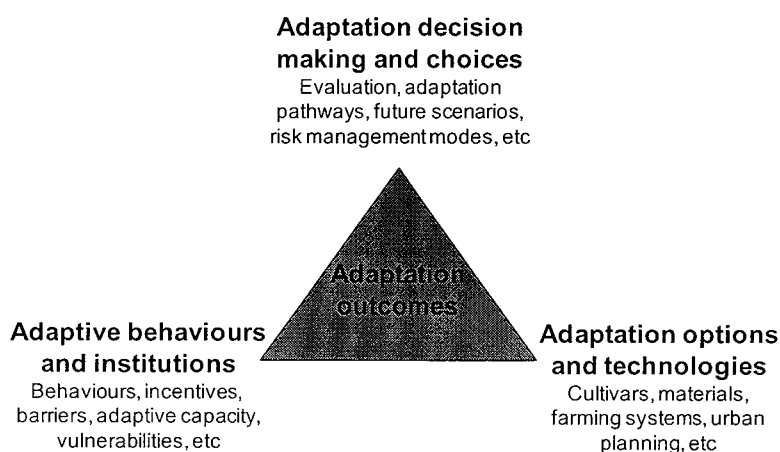 Adaptation decision
making and choices
Evaluation, adaptation
pathways, future scenarios,
risk management modes, etc
Adaptation
outcomes
Adaptive behaviours
and institutions
Behaviours, incentives,
barriers, adaptive capacity,
vulnerabilities, etc
Adaptation options
and technologies
Cultivars, materials,
farming systems, urban
planning, etc